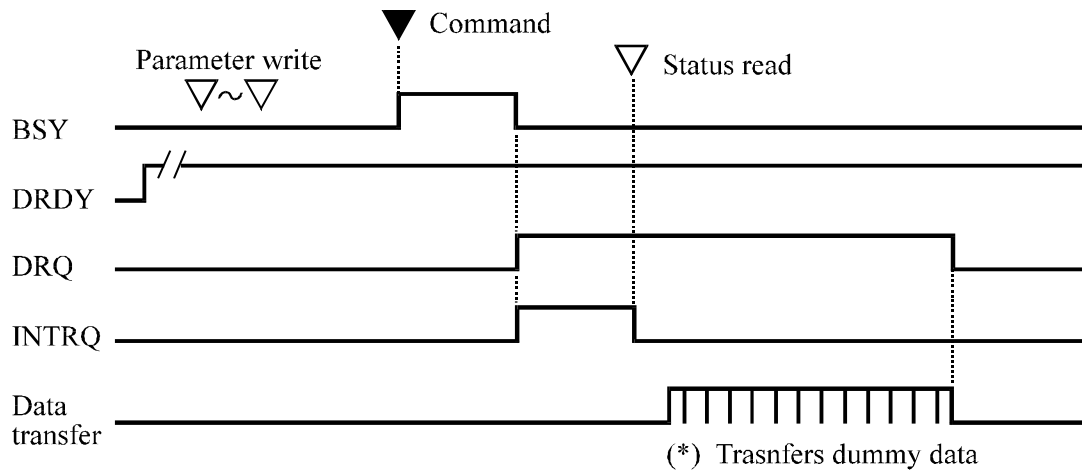 Command
Parameter write
Status read
~
BSY
DRDY
DRQ
INTRQ
Data
transfer
(*) Trasnfers dummy data